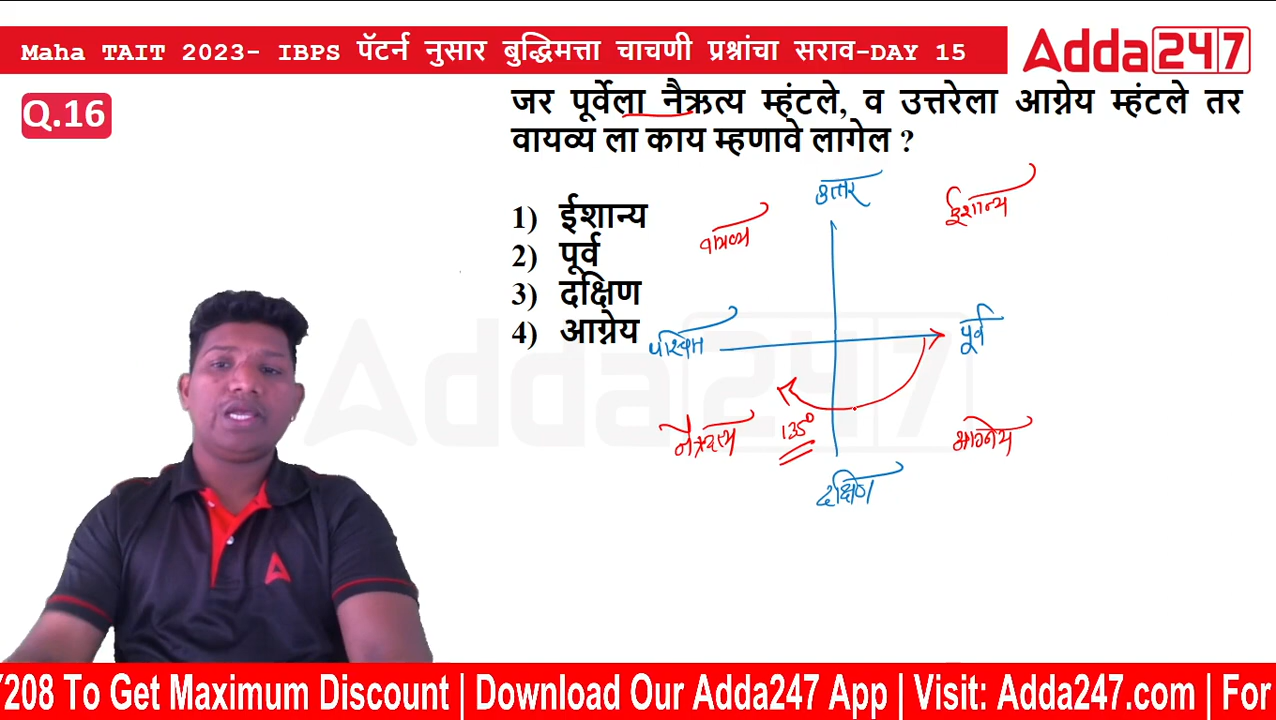 Maha TAIT 2023- IBPS पॅटर्न नुसार बुद्धिमत्ता चाचणी प्रश्नांचा सराव-DAY 15
Adda247
Q.16
जर पूर्वेला नैऋत्य म्हंटले, व उत्तरेला आग्नेय म्हंटले तर
वायव्य ला काय म्हणावे लागेल ?
1) ईशान्य
2) पूर्व
3) दक्षिण
4) आग्नेय
उत्तर
ईशान्य
वायव्य
पूर्व
पश्चिम
नैऋत्य
135°
आग्नेय
दक्षिण
Adda247
Y208 To Get Maximum Discount | Download Our Adda247 App | Visit: Adda247.com | For